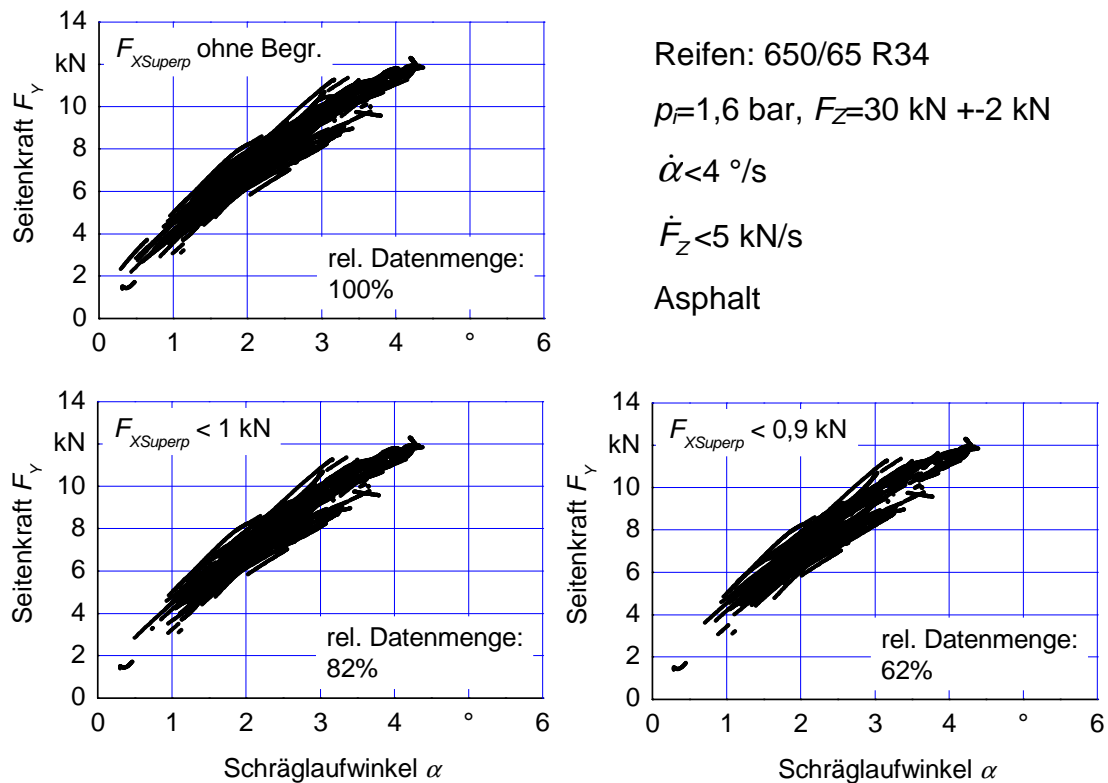 14
kN
10
8
6
4
2
0
Seitenkraft F_Y
F_XSuperp ohne Begr.
rel. Datenmenge:
100%
0 1 2 3 4 ° 6
Reifen: 650/65 R34
p_i=1,6 bar, F_Z=30 kN +-2 kN
α̇<4 °/s
Ḟ_Z<5 kN/s
Asphalt
14
kN
10
8
6
4
2
0
Seitenkraft F_Y
F_XSuperp < 1 kN
rel. Datenmenge:
82%
0 1 2 3 4 ° 6
Schräglaufwinkel α
14
kN
10
8
6
4
2
0
Seitenkraft F_Y
F_XSuperp < 0,9 kN
rel. Datenmenge:
62%
0 1 2 3 4 ° 6
Schräglaufwinkel α